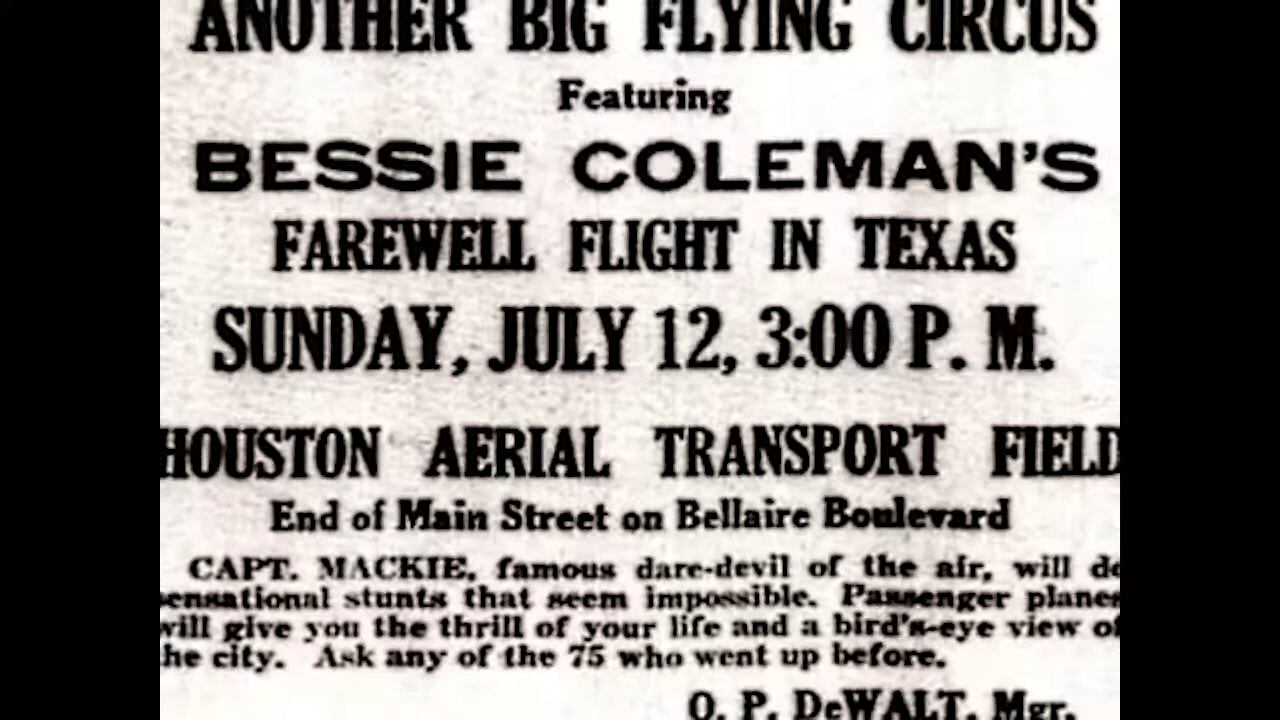 ANOTHER BIG FLYING CIRCUS
Featuring
BESSIE COLEMAN'S
FAREWELL FLIGHT IN TEXAS
SUNDAY, JULY 12, 3:00 P. M.
HOUSTON AERIAL TRANSPORT FIELD
End of Main Street on Bellaire Boulevard
CAPT. MACKIE, famous dare-devil of the air, will do
sensational stunts that seem impossible. Passenger planes
will give you the thrill of your life and a bird's-eye view of
the city. Ask any of the 75 who went up before.
O. P. DeWALT, Mgr.